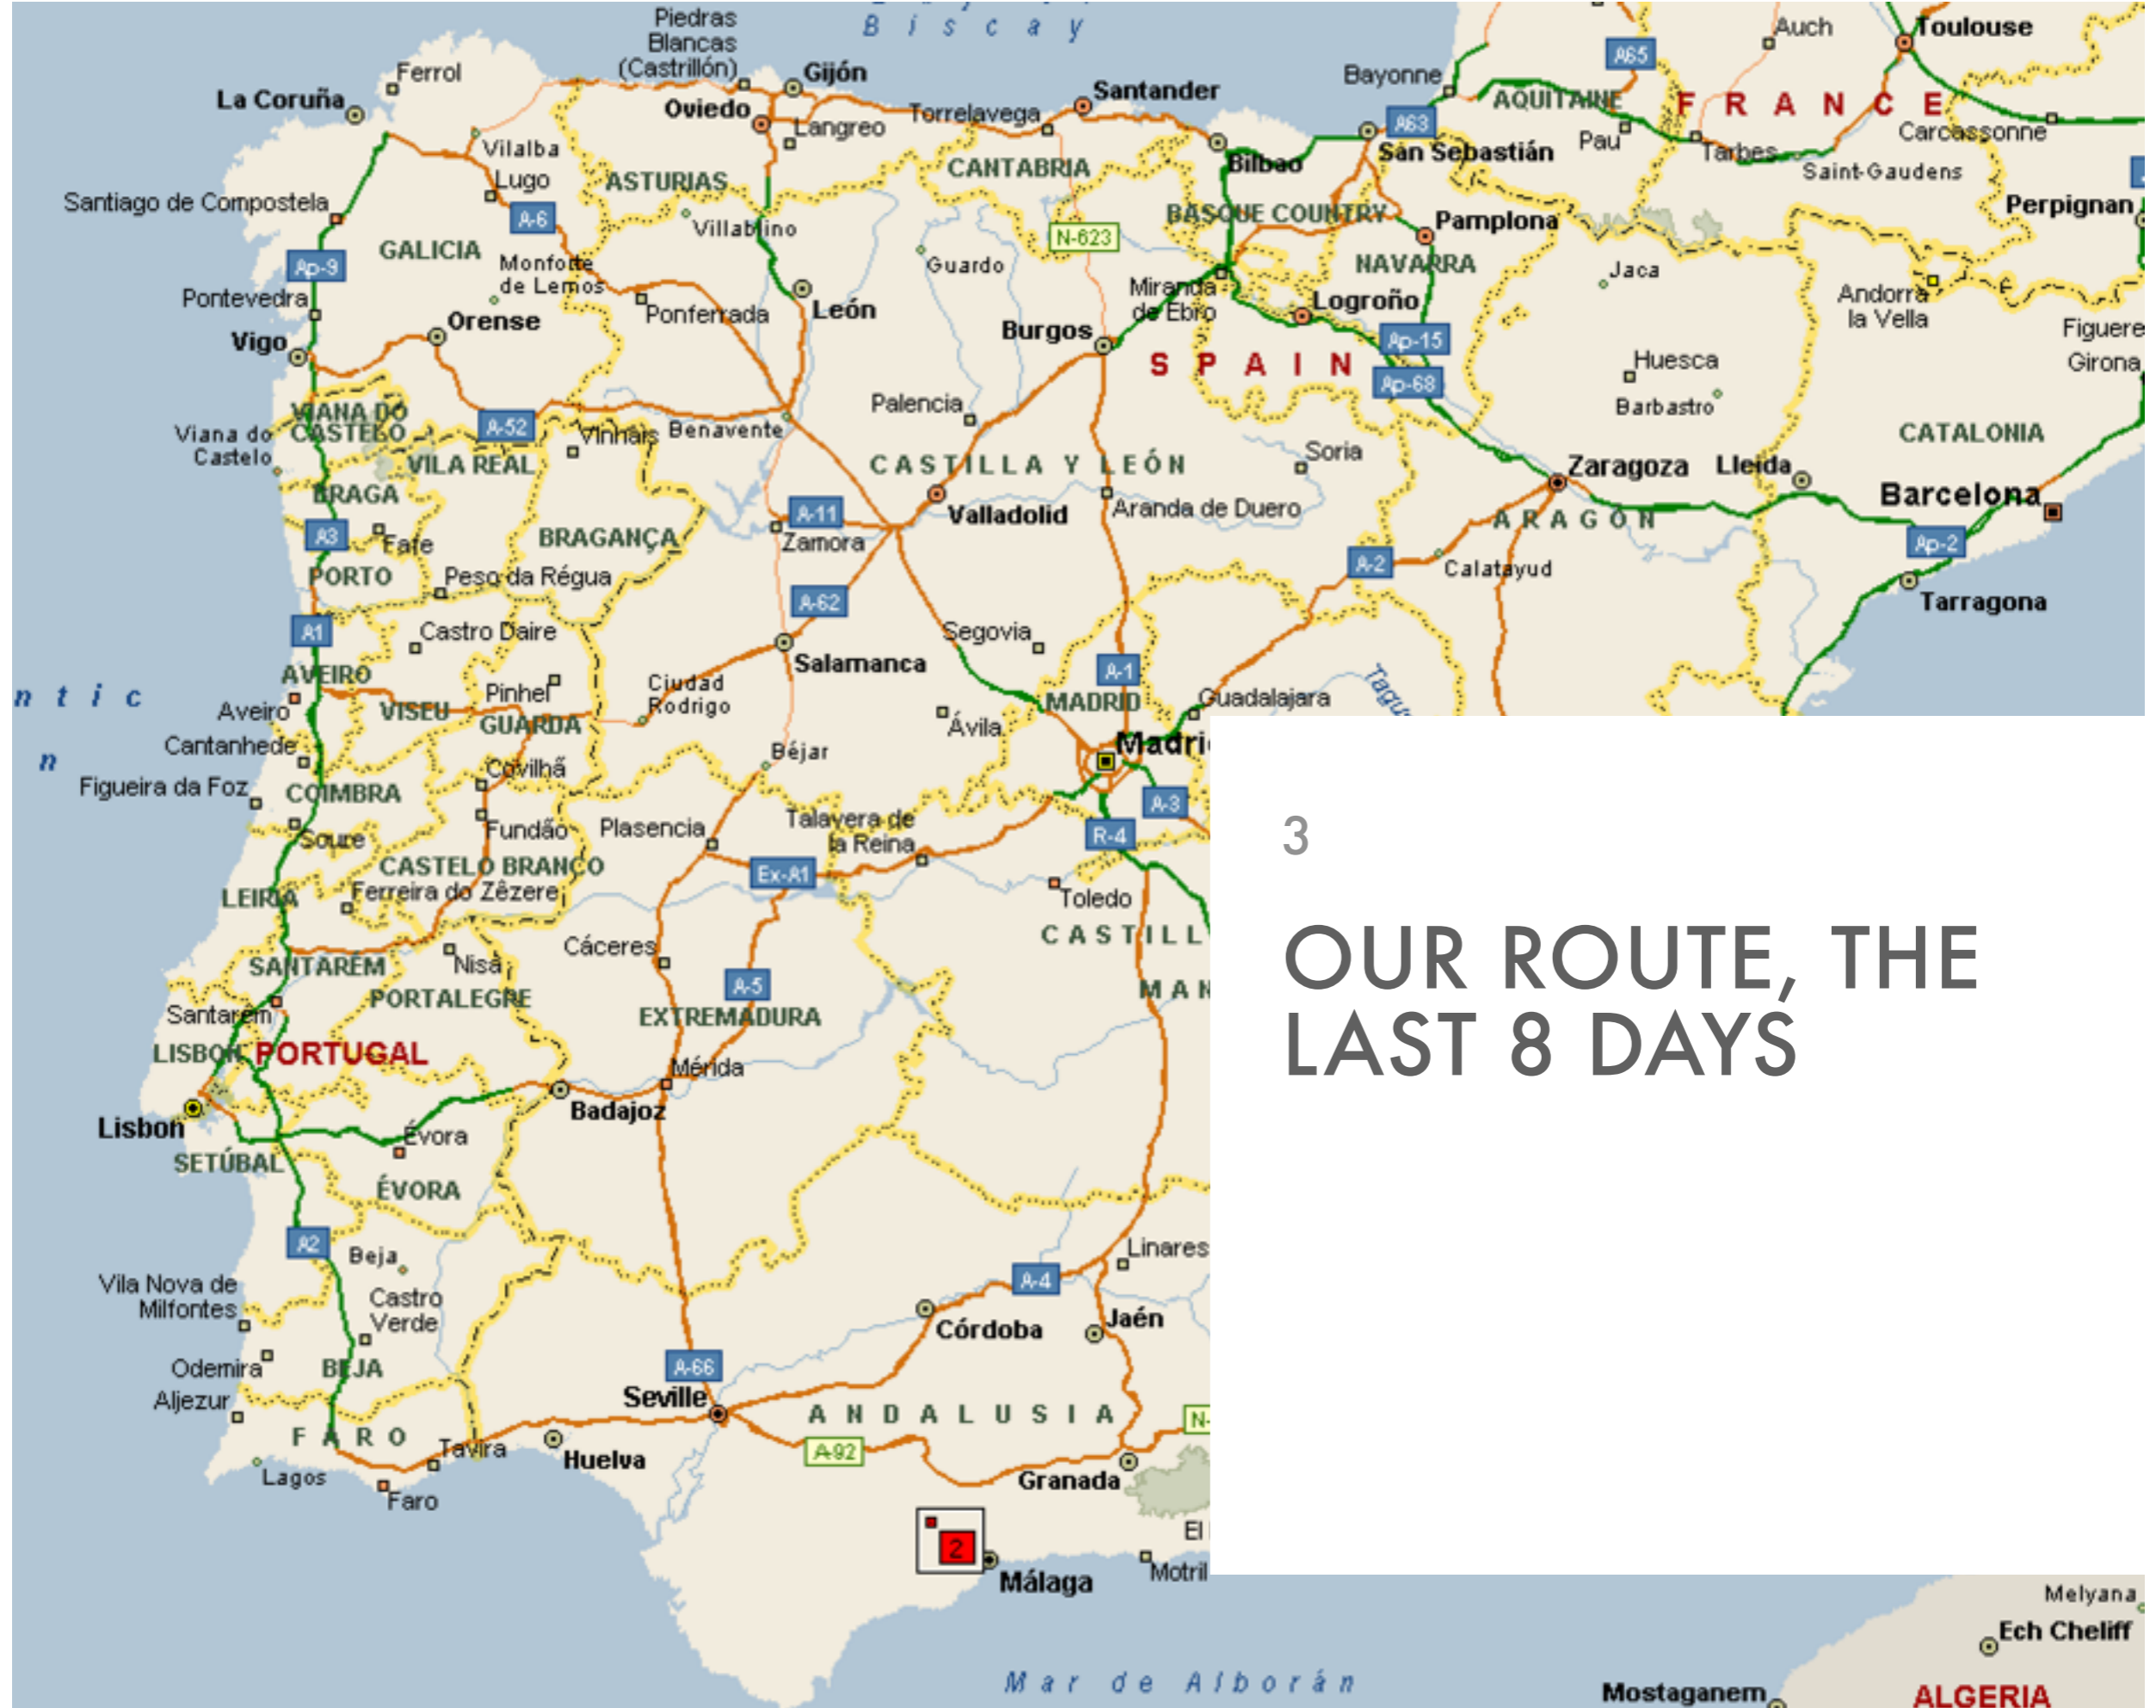 B i s c a y
Piedras
Blancas
(Castrillón)
Gijón
Ferrol
La Coruña
Oviedo
Langreo
Torrelavega
Santander
Bayonne
A65
Auch
Toulouse
AQUITAINE
F R A N C E
A63
Pau
Tarbes
Carcassonne
Saint-Gaudens
Bilbao
San Sebastián
Vilalba
Lugo
ASTURIAS
CANTABRIA
Santiago de Compostela
A-6
Villablino
BASQUE COUNTRY
Pamplona
Perpignan
N-623
GALICIA
Ap-9
Monforte
de Lemos
Guardo
NAVARRA
Jaca
Pontevedra
Ponferrada
León
Miranda
de Ebro
Logroño
Andorra
la Vella
Vigo
Orense
Burgos
Ap-15
Figuere
S P A I N
Huesca
Girona
Ap-68
Palencia
Barbastro
VIANA DO
CASTELO
Viana do
Castelo
A-52
Vinhais
Benavente
CATALONIA
VILA REAL
CASTILLA Y LEÓN
Soria
Zaragoza
Lleida
BRAGA
Barcelona
Valladolid
Aranda de Duero
A-11
Zamora
ARAGÓN
A3
Fafe
BRAGANÇA
Ap-2
A-2
Calatayud
PORTO
Peso da Régua
A-62
Tarragona
A1
Castro Daire
Segovia
Salamanca
A-1
AVEIRO
Pinhel
Ciudad
Rodrigo
n t i c
Aveiro
VISEU
GUARDA
MADRID
Guadalajara
Tagu
Ávila
Cantanhede
n
Covilhã
Béjar
Madri
Figueira da Foz
COIMBRA
A-3
Soure
Fundão
Plasencia
Talavera de
la Reina
R-4
3
CASTELO BRANCO
Ex-A1
LEIRIA
Ferreira do Zêzere
Toledo
OUR ROUTE, THE
LAST 8 DAYS
CASTILL
Cáceres
SANTARÉM
Nisa
A-5
MAN
PORTALEGRE
Santarém
EXTREMADURA
LISBON
PORTUGAL
Mérida
Lisbon
Badajoz
Évora
SETÚBAL
ÉVORA
A2
Beja
Linares
Vila Nova de
Milfontes
Castro
Verde
A-4
Córdoba
Jaén
Odemira
BEJA
A-66
Aljezur
Seville
A N D A L U S I A
N-
F A R O
Tavira
A-92
Huelva
Lagos
Granada
Faro
El
2
Málaga
Motril
Melyana
Ech Cheliff
Mar de Alborán
Mostaganem
ALGERIA